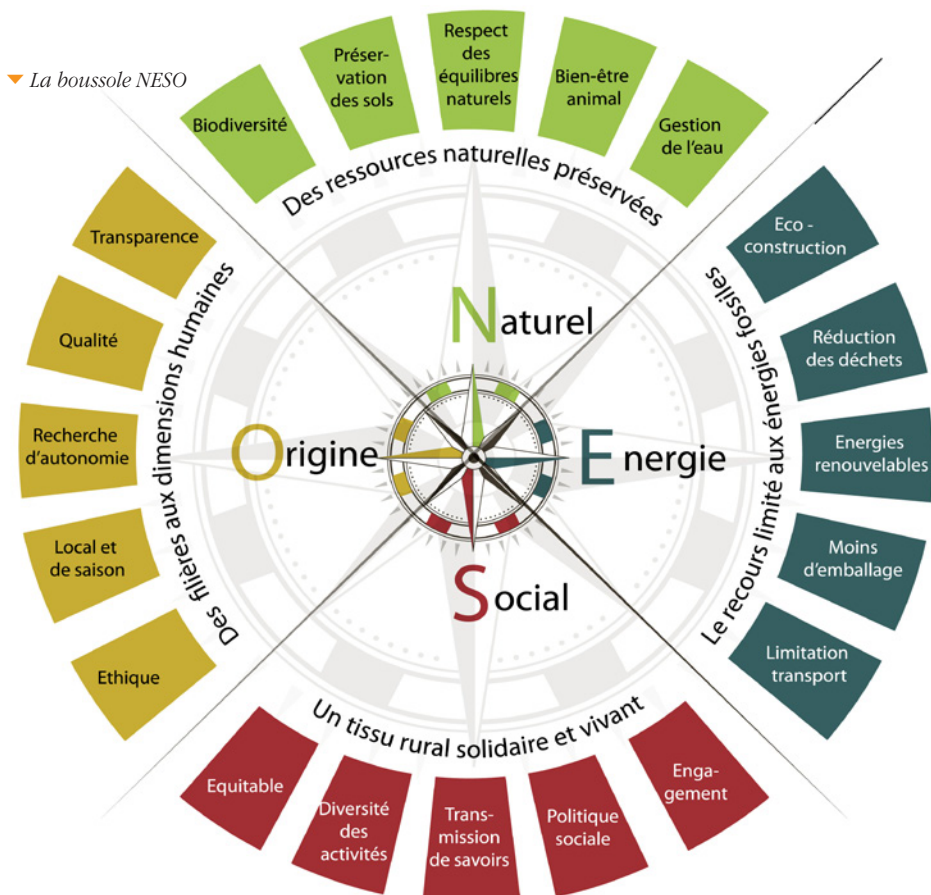 La boussole NESO
Biodiversité
Préser-
vation
des sols
Respect
des
équilibres
naturels
Bien-être
animal
Gestion
de l'eau
Des ressources naturelles préservées
Naturel
Eco -
construction
Réduction
des déchets
Energies
renouvelables
Moins
d'emballage
Limitation
transport
Le recours limité aux énergies fossiles
Energie
Enga-
gement
Politique
sociale
Trans-
mission
de savoirs
Diversité
des
activités
Equitable
Un tissu rural solidaire et vivant
Social
Ethique
Local et
de saison
Recherche
d'autonomie
Qualité
Transparence
Des filières aux dimensions humaines
Origine